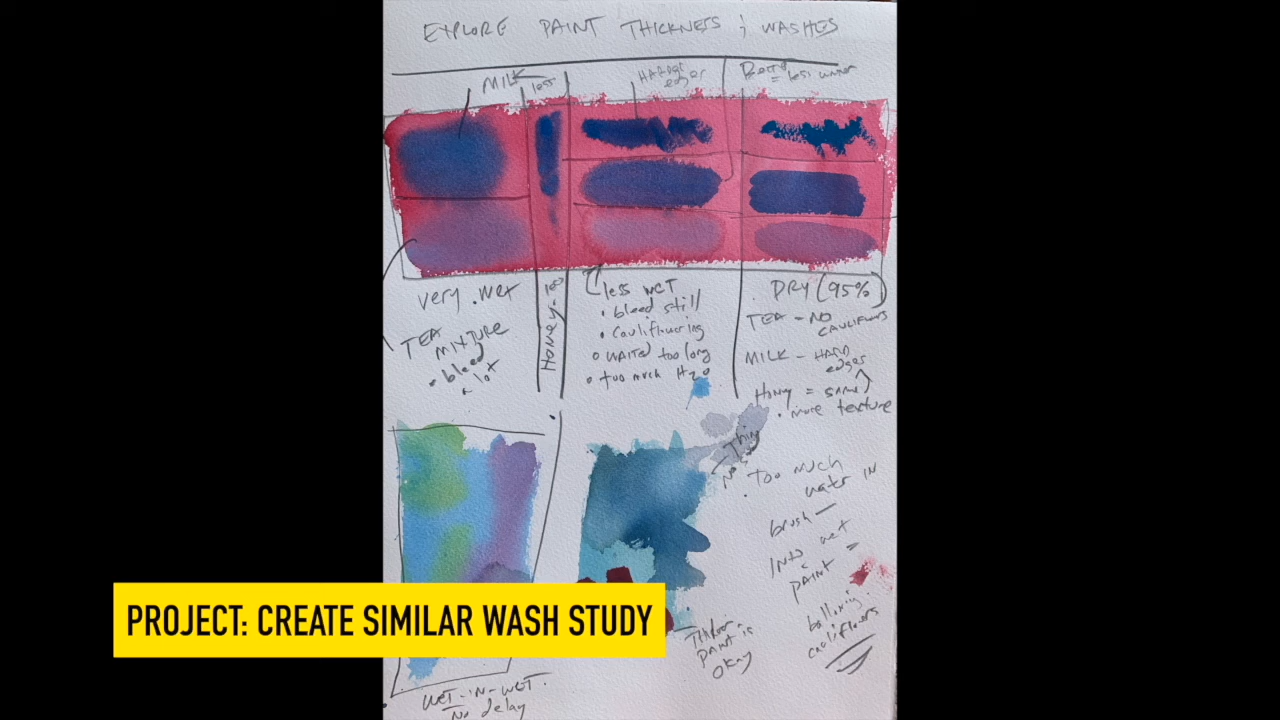 EXPLORE PAINT THICKNESS & WASHES
MILK
less
HARDER
edges
= less water
very wet
TEA
MIXTURE
• bleed
a lot
Honey
less wet
• bleed still
• cauliflowering
• waited too long
• too much H2O
DRY (95%)
TEA - NO
CAULIFLOWERS
MILK - HARD
edges
Honey = same
• more texture
• Too much
water in
brush —
INTO wet
paint =
cauliflowers
Thicker
paint is
okay
WET-IN-WET
No delay
PROJECT: CREATE SIMILAR WASH STUDY